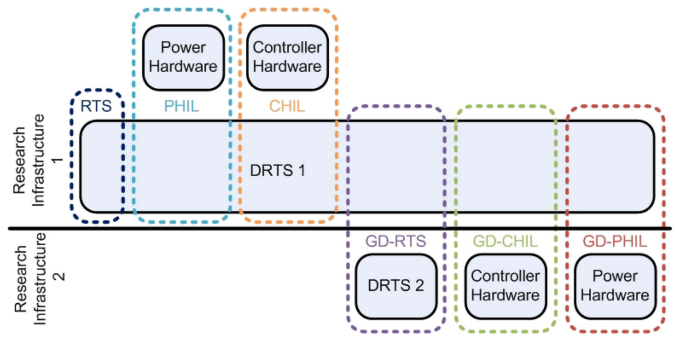 Power
Hardware
Controller
Hardware
RTS
PHIL
CHIL
Research
Infrastructure
1
DRTS 1
GD-RTS
GD-CHIL
GD-PHIL
Research
Infrastructure
2
DRTS 2
Controller
Hardware
Power
Hardware